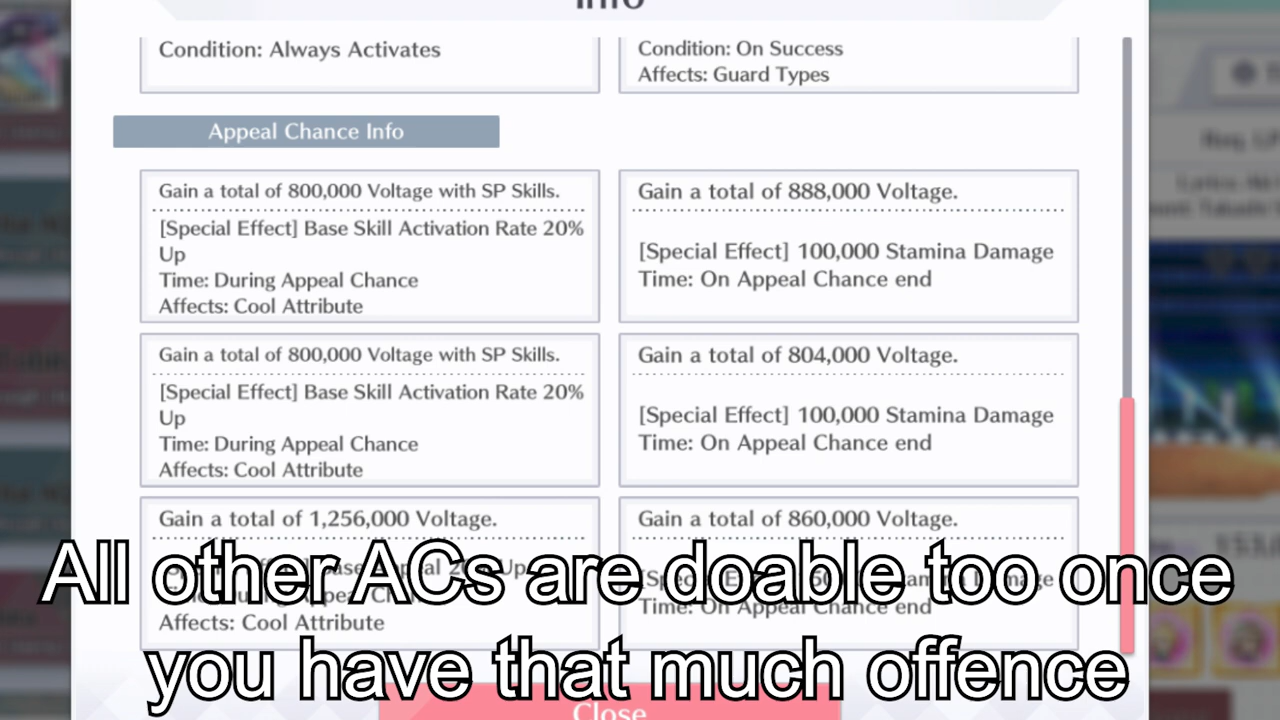 Info
Condition: Always Activates
Condition: On Success
Affects: Guard Types
Appeal Chance Info
Gain a total of 800,000 Voltage with SP Skills.
[Special Effect] Base Skill Activation Rate 20%
Up
Time: During Appeal Chance
Affects: Cool Attribute
Gain a total of 888,000 Voltage.
[Special Effect] 100,000 Stamina Damage
Time: On Appeal Chance end
Gain a total of 800,000 Voltage with SP Skills.
[Special Effect] Base Skill Activation Rate 20%
Up
Time: During Appeal Chance
Affects: Cool Attribute
Gain a total of 804,000 Voltage.
[Special Effect] 100,000 Stamina Damage
Time: On Appeal Chance end
Gain a total of 1,256,000 Voltage.
Affects: Cool Attribute
Gain a total of 860,000 Voltage.
Time: On Appeal Chance end
All other ACs are doable too once
you have that much offence
Close